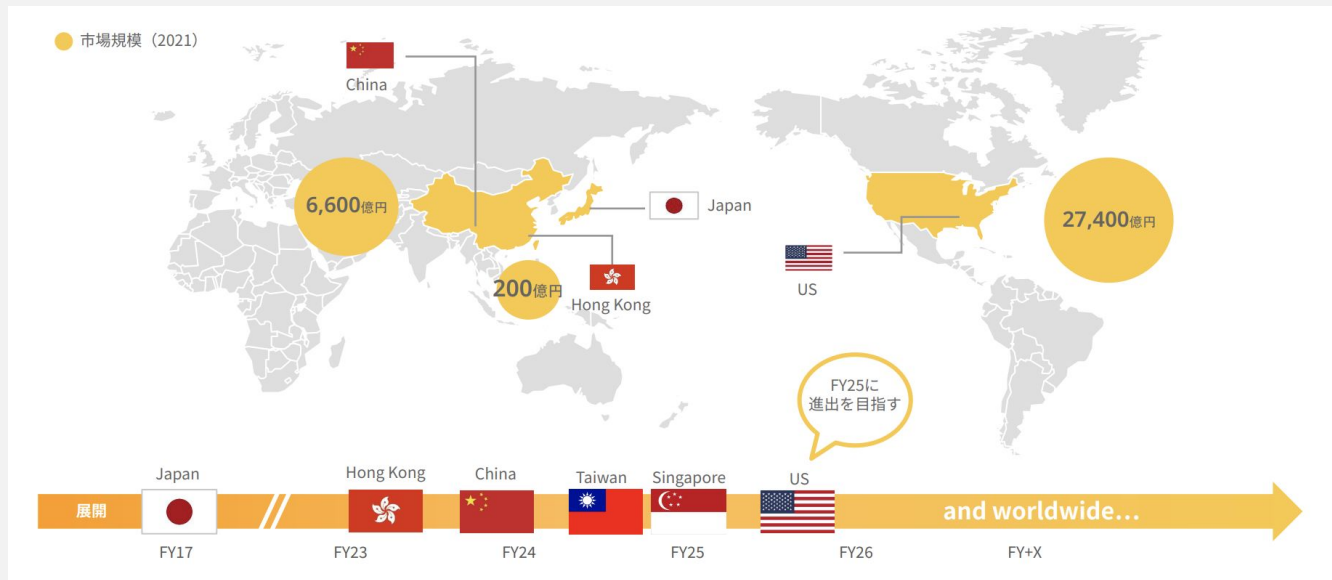 市場規模（2021）
China
6,600億円
Japan
27,400億円
200億円
Hong Kong
US
FY25に
進出を目指す
Japan
Hong Kong
China
Taiwan
Singapore
US
展開
and worldwide...
FY17
FY23
FY24
FY25
FY26
FY+X